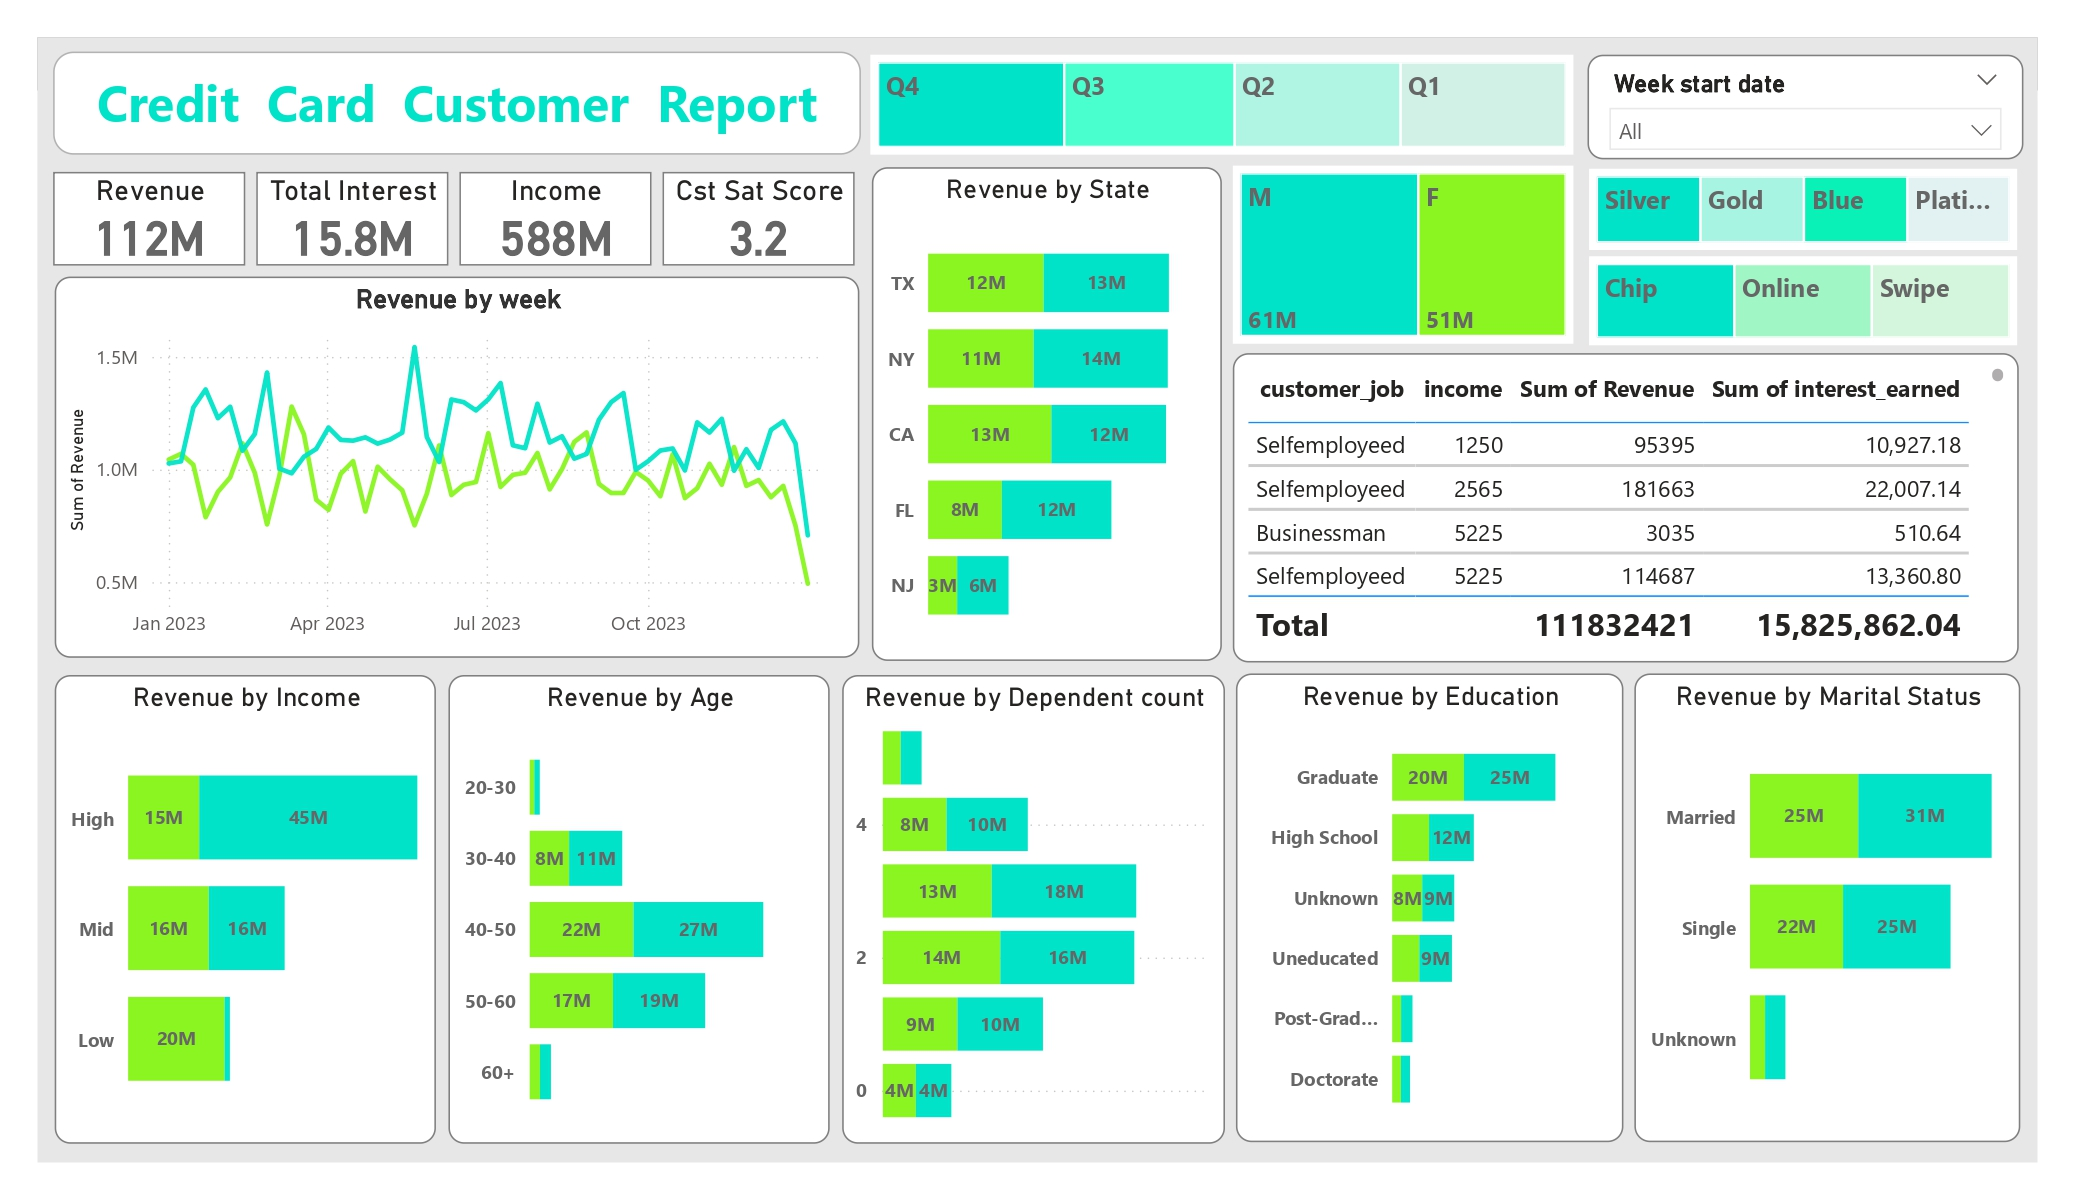 Credit Card Customer Report
Q4
Q3
Q2
Q1
Week start date
All
Revenue
112M
Total Interest
15.8M
Income
588M
Cst Sat Score
3.2
Revenue by week
Sum of Revenue
1.5M
1.0M
0.5M
Jan 2023
Apr 2023
Jul 2023
Oct 2023
Revenue by State
TX 12M 13M
NY 11M 14M
CA 13M 12M
FL 8M 12M
NJ 3M 6M
M
61M
F
51M
Silver
Gold
Blue
Plati...
Chip
Online
Swipe
customer_job income Sum of Revenue Sum of interest_earned
Selfemployeed 1250 95395 10,927.18
Selfemployeed 2565 181663 22,007.14
Businessman 5225 3035 510.64
Selfemployeed 5225 114687 13,360.80
Total 111832421 15,825,862.04
Revenue by Income
High 15M 45M
Mid 16M 16M
Low 20M
Revenue by Age
20-30
30-40 8M 11M
40-50 22M 27M
50-60 17M 19M
60+
Revenue by Dependent count
4 8M 10M
13M 18M
2 14M 16M
9M 10M
0 4M 4M
Revenue by Education
Graduate 20M 25M
High School 12M
Unknown 8M 9M
Uneducated 9M
Post-Grad...
Doctorate
Revenue by Marital Status
Married 25M 31M
Single 22M 25M
Unknown